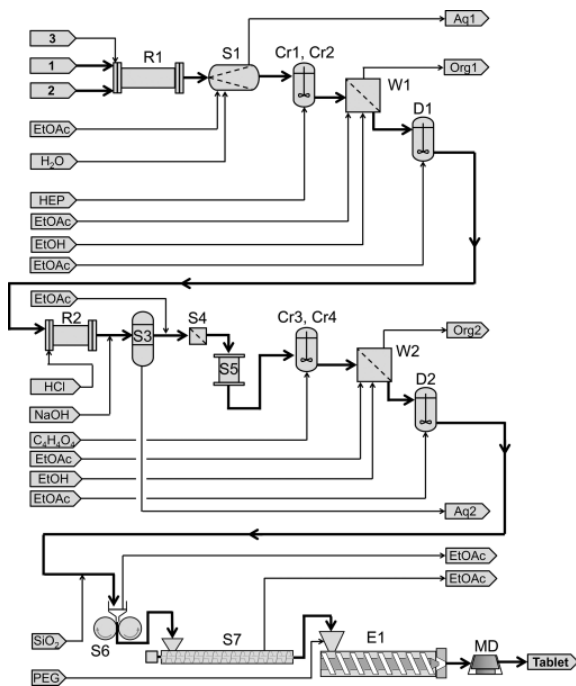 Aq1
3
R1
S1
Cr1, Cr2
1
W1
Org1
2
D1
EtOAc
H₂O
HEP
EtOAc
EtOH
EtOAc
EtOAc
R2
S3
S4
Cr3, Cr4
S5
W2
Org2
HCl
D2
NaOH
C₄H₄O₄
EtOAc
EtOH
EtOAc
Aq2
EtOAc
EtOAc
SiO₂
S6
S7
E1
MD
Tablet
PEG